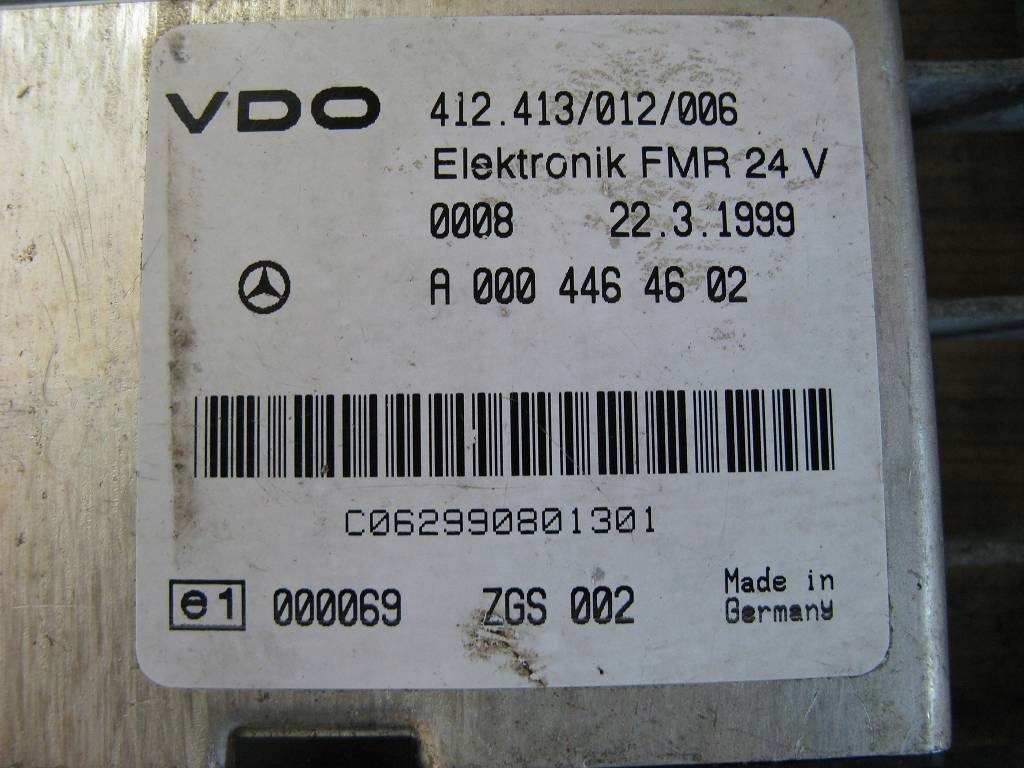 VDO 412.413/012/006
Elektronik FMR 24 V
0008 22.3.1999
A 000 446 46 02
C062990801301
e1 000069 ZGS 002 Made in
Germany